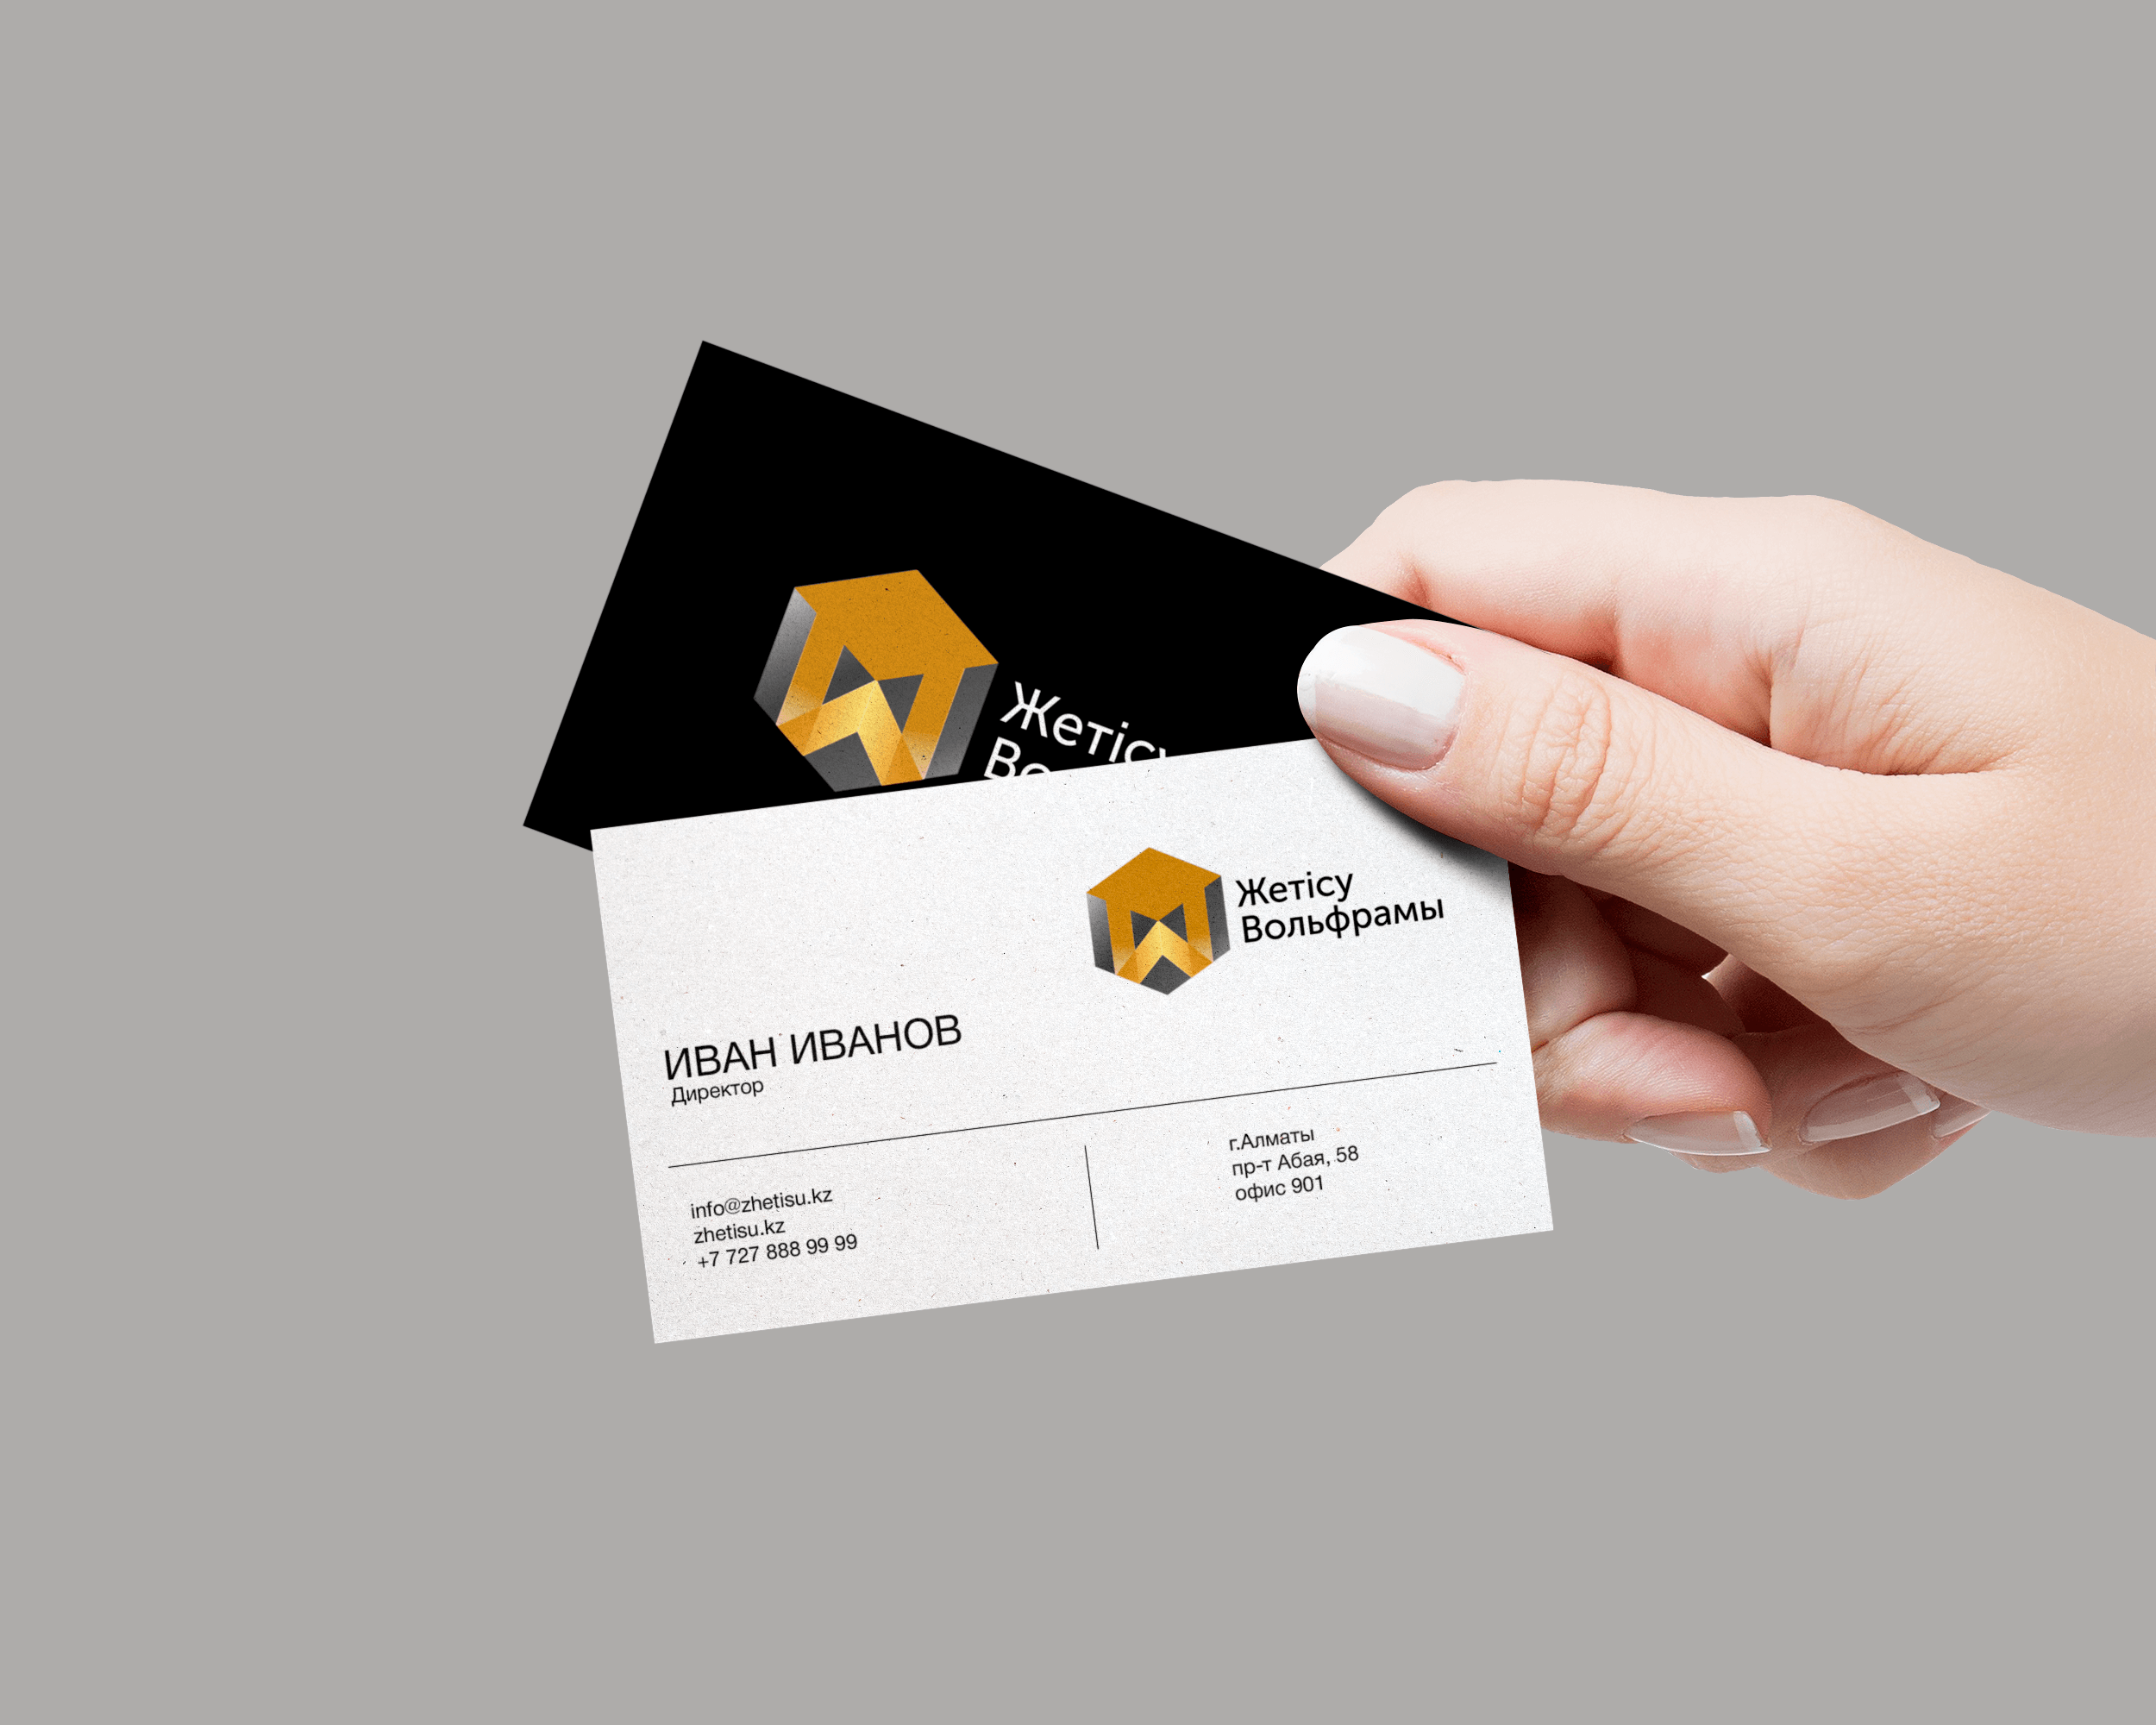 Жетісу
Жетісу
Вольфрамы
ИВАН ИВАНОВ
Директор
info@zhetisu.kz
zhetisu.kz
+7 727 888 99 99
г.Алматы
пр-т Абая, 58
офис 901